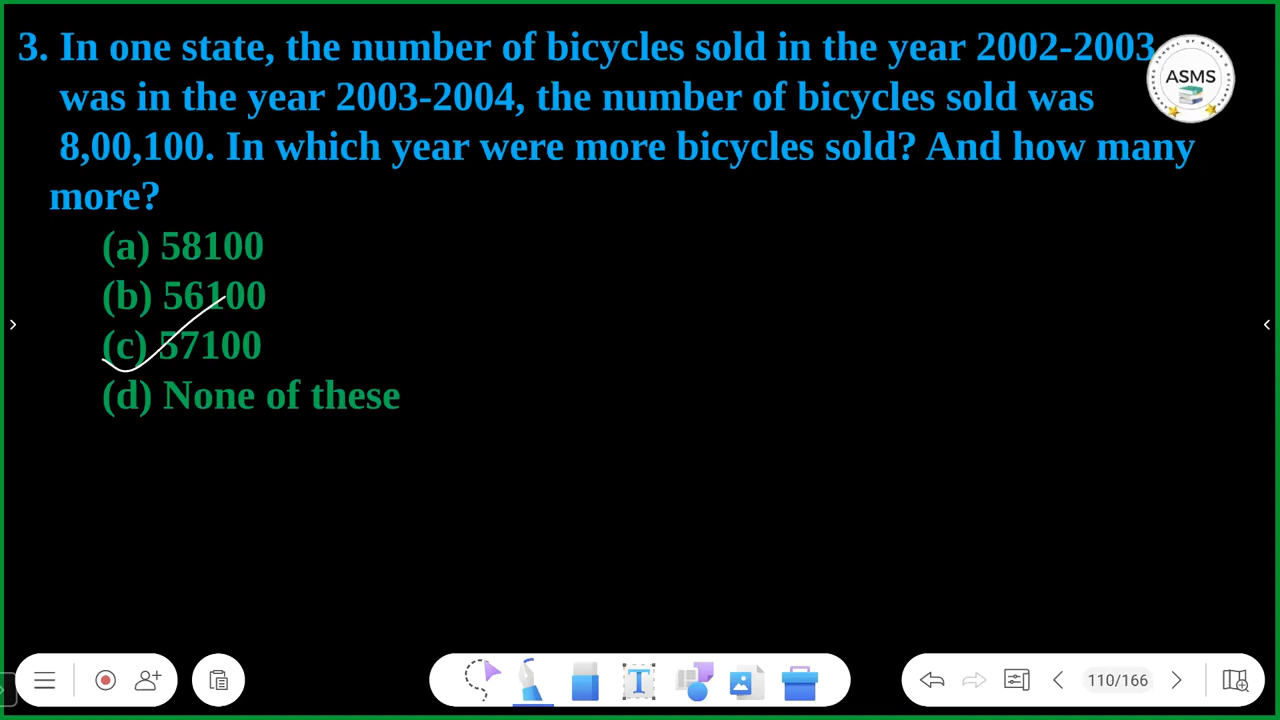 3. In one state, the number of bicycles sold in the year 2002-2003
was in the year 2003-2004, the number of bicycles sold was
8,00,100. In which year were more bicycles sold? And how many
more?
(a) 58100
(b) 56100
(c) 57100
(d) None of these
ASMS
T
110/166